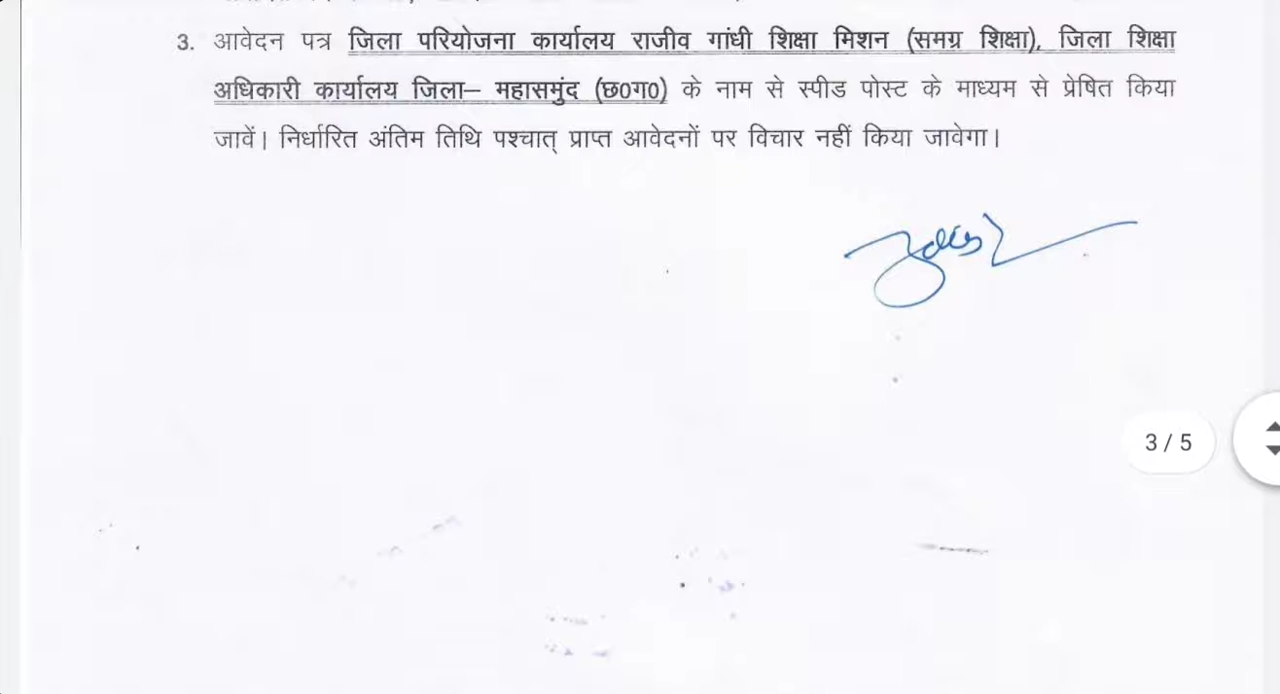 3. आवेदन पत्र जिला परियोजना कार्यालय राजीव गांधी शिक्षा मिशन (समग्र शिक्षा), जिला शिक्षा
अधिकारी कार्यालय जिला– महासमुंद (छ0ग0) के नाम से स्पीड पोस्ट के माध्यम से प्रेषित किया
जावें। निर्धारित अंतिम तिथि पश्चात् प्राप्त आवेदनों पर विचार नहीं किया जावेगा।
3 / 5